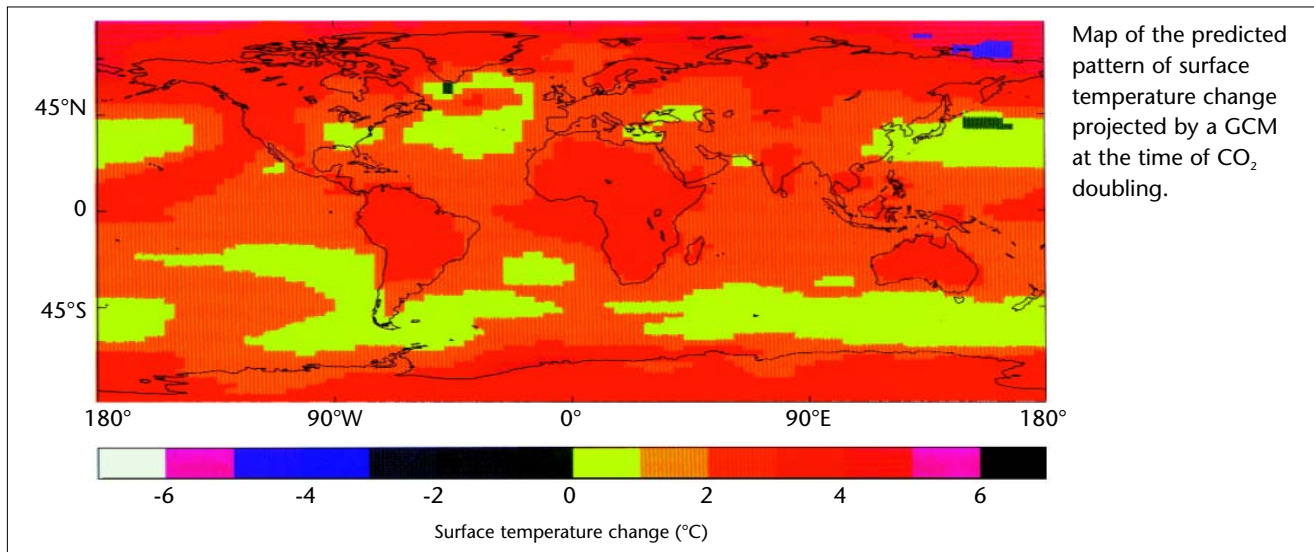 Map of the predicted
pattern of surface
temperature change
projected by a GCM
at the time of CO₂
doubling.
45°N
0
45°S
180° 90°W 0° 90°E 180°
-6 -4 -2 0 2 4 6
Surface temperature change (°C)